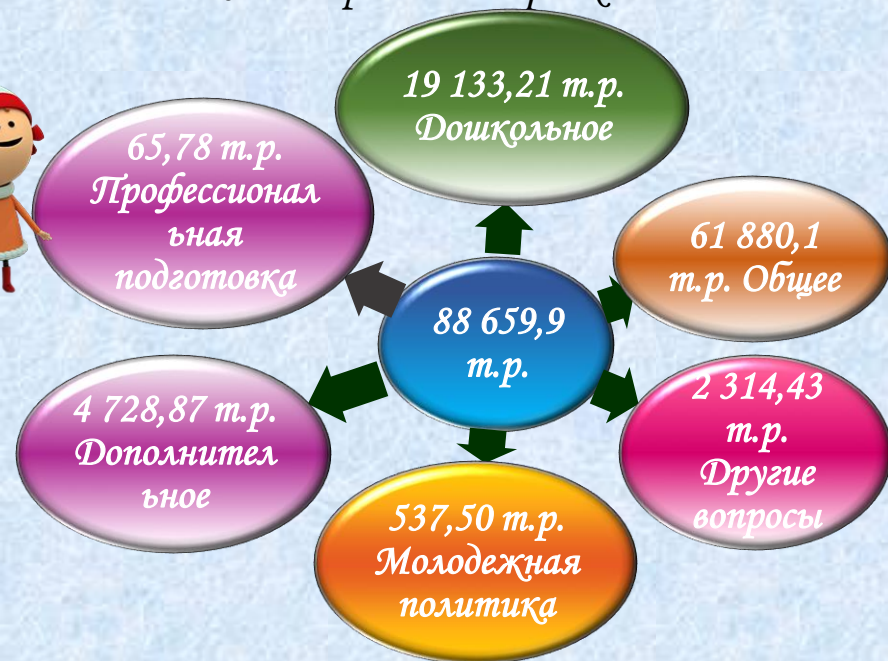 19 133,21 т.р.
Дошкольное
65,78 т.р.
Профессионал
ьная
подготовка
61 880,1
т.р. Общее
88 659,9
т.р.
4 728,87 т.р.
Дополнител
ьное
2 314,43
т.р.
Другие
вопросы
537,50 т.р.
Молодежная
политика